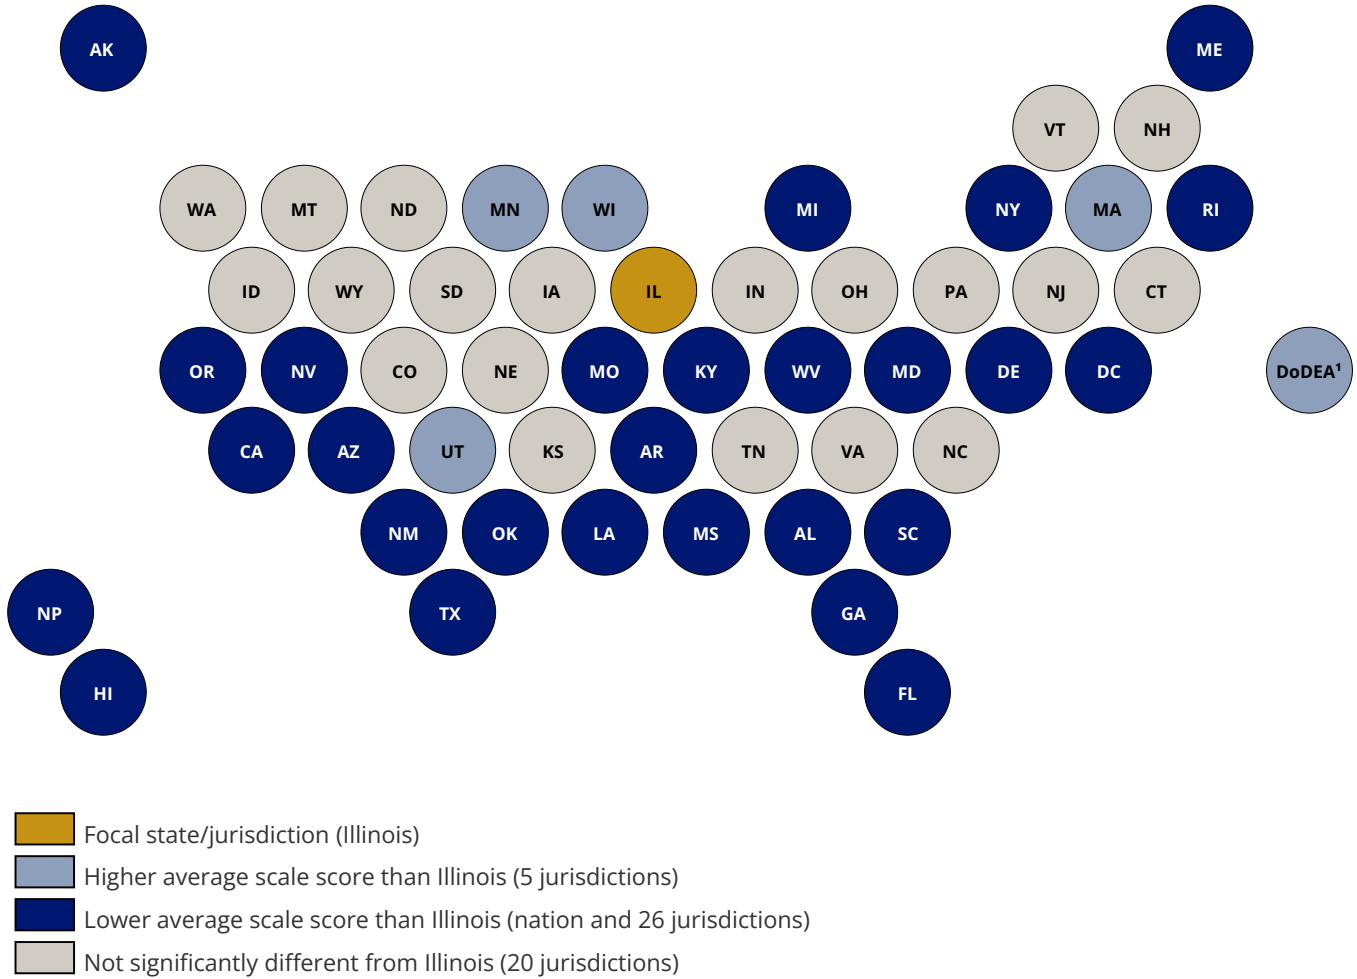 AK ME
VT NH
WA MT ND MN WI MI NY MA RI
ID WY SD IA IL IN OH PA NJ CT
OR NV CO NE MO KY WV MD DE DC DoDEA¹
CA AZ UT KS AR TN VA NC
NM OK LA MS AL SC
NP TX GA
HI FL
Focal state/jurisdiction (Illinois)
Higher average scale score than Illinois (5 jurisdictions)
Lower average scale score than Illinois (nation and 26 jurisdictions)
Not significantly different from Illinois (20 jurisdictions)